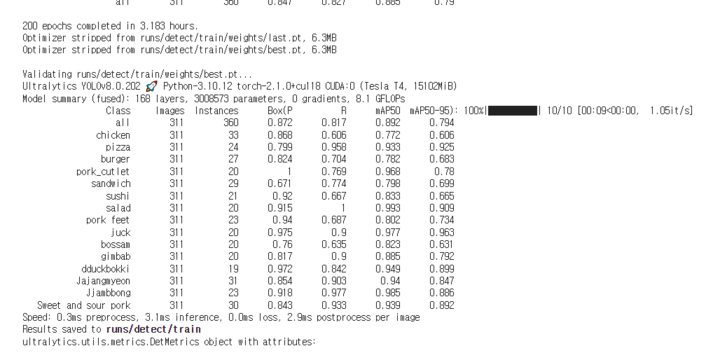 all 360 0.847 0.827 0.885 0.79
200 epochs completed in 3.183 hours.
Optimizer stripped from runs/detect/train/weights/last.pt, 6.3MB
Optimizer stripped from runs/detect/train/weights/best.pt, 6.3MB
Validating runs/detect/train/weights/best.pt...
Ultralytics YOLOv8.0.202 🚀 Python-3.10.12 torch-2.1.0+cu118 CUDA:0 (Tesla T4, 15102MiB)
Model summary (fused): 168 layers, 3008573 parameters, 0 gradients, 8.1 GFLOPs
Class Images Instances Box(P R mAP50 mAP50-95): 100%|██████████| 10/10 [00:09<00:00, 1.05it/s]
all 311 360 0.872 0.817 0.892 0.794
chicken 311 33 0.868 0.606 0.772 0.606
pizza 311 24 0.799 0.958 0.933 0.925
burger 311 27 0.824 0.704 0.782 0.683
pork_cutlet 311 20 1 0.769 0.968 0.78
sandwich 311 29 0.671 0.774 0.798 0.699
sushi 311 21 0.92 0.667 0.833 0.665
salad 311 20 0.915 1 0.993 0.909
pork feet 311 23 0.94 0.687 0.802 0.734
juck 311 20 0.975 0.9 0.977 0.963
bossam 311 20 0.76 0.635 0.823 0.631
gimbab 311 20 0.817 0.9 0.885 0.792
dduckbokki 311 19 0.972 0.842 0.949 0.899
Jajangmyeon 311 31 0.854 0.903 0.94 0.847
Jjambbong 311 23 0.918 0.977 0.985 0.886
Sweet and sour pork 311 30 0.843 0.933 0.939 0.892
Speed: 0.3ms preprocess, 3.1ms inference, 0.0ms loss, 2.9ms postprocess per image
Results saved to runs/detect/train
ultralytics.utils.metrics.DetMetrics object with attributes: